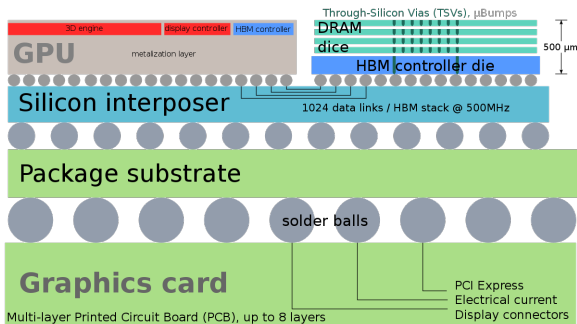 Through-Silicon Vias (TSVs), µBumps
3D engine
display controller
HBM controller
GPU
metalization layer
DRAM
dice
500 µm
HBM controller die
Silicon interposer
1024 data links / HBM stack @ 500MHz
Package substrate
solder balls
Graphics card
PCI Express
Electrical current
Display connectors
Multi-layer Printed Circuit Board (PCB), up to 8 layers